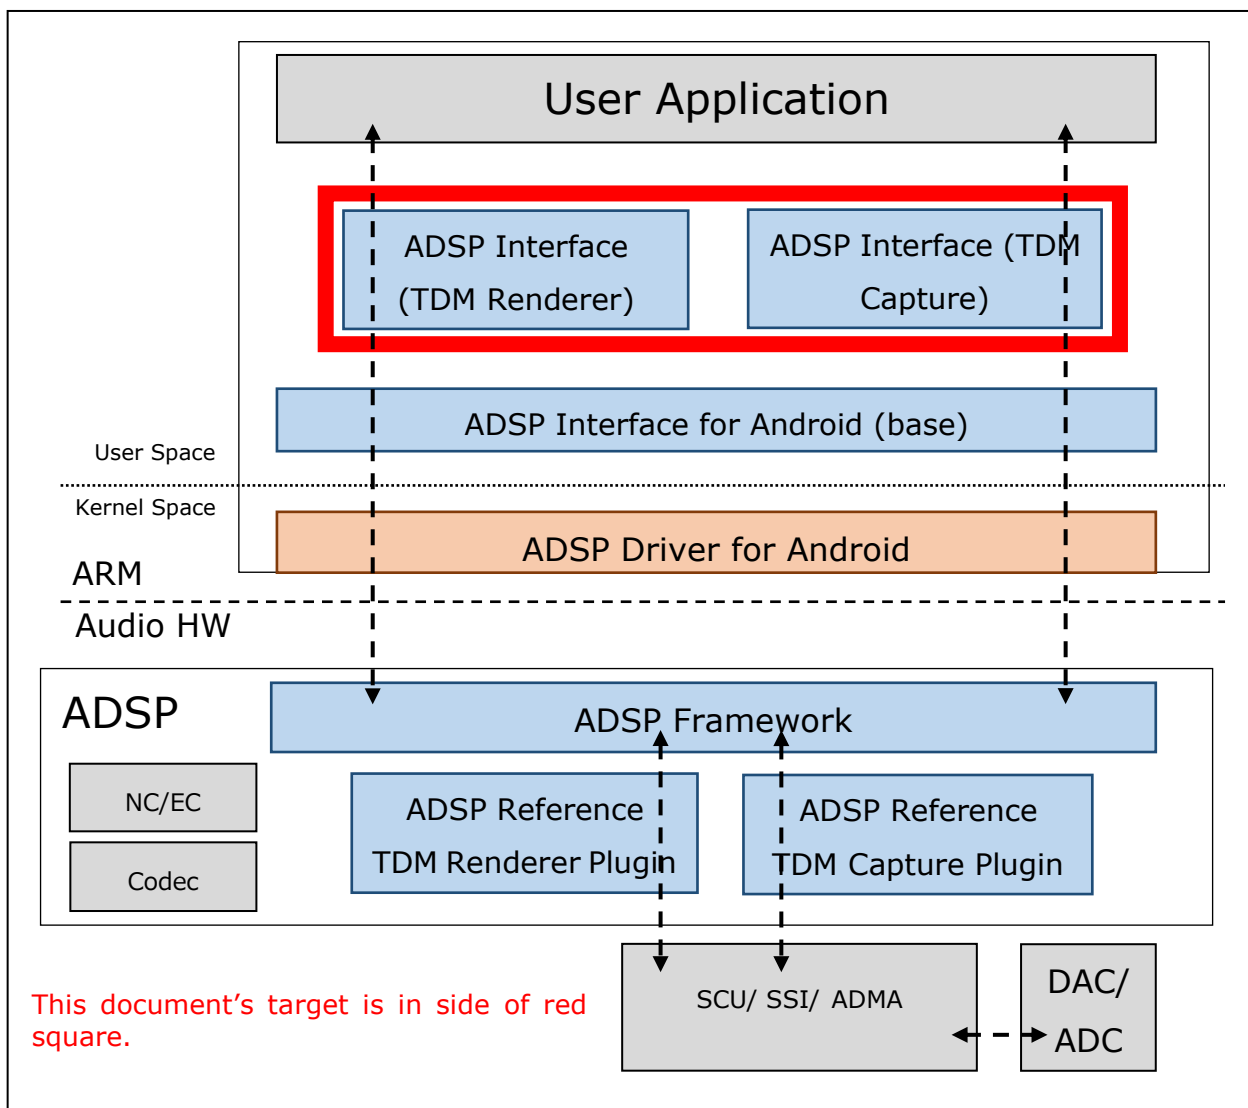 User Application
ADSP Interface
(TDM Renderer)
ADSP Interface (TDM
Capture)
ADSP Interface for Android (base)
User Space
Kernel Space
ADSP Driver for Android
ARM
Audio HW
ADSP
ADSP Framework
NC/EC
Codec
ADSP Reference
TDM Renderer Plugin
ADSP Reference
TDM Capture Plugin
SCU/ SSI/ ADMA
DAC/
ADC
This document’s target is in side of red
square.